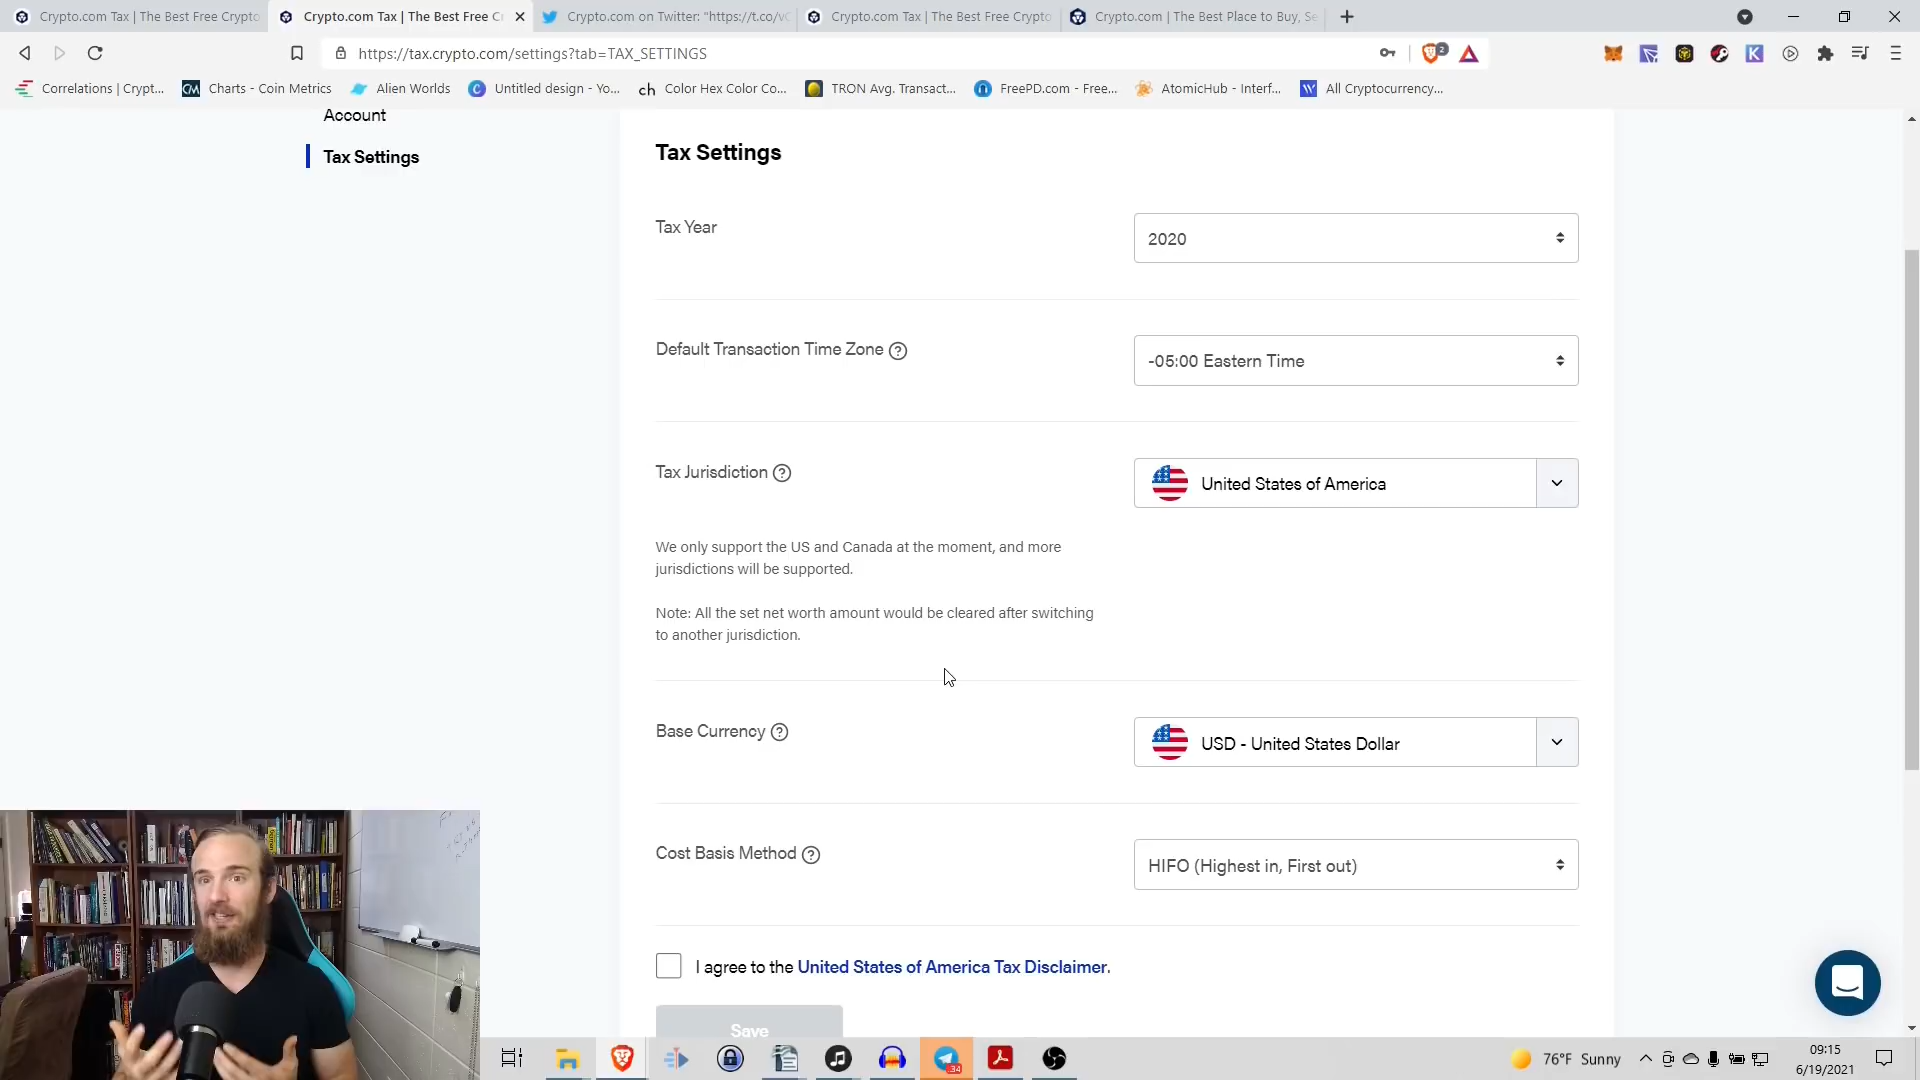 Crypto.com Tax | The Best Free Crypto
Crypto.com Tax | The Best Free C
Crypto.com on Twitter: "https://t.co/v
Crypto.com Tax | The Best Free Crypto
Crypto.com | The Best Place to Buy, Se
https://tax.crypto.com/settings?tab=TAX_SETTINGS
2
Correlations | Crypt...
Charts - Coin Metrics
Alien Worlds
Untitled design - Yo...
Color Hex Color Co...
TRON Avg. Transact...
FreePD.com - Free...
AtomicHub - Interf...
All Cryptocurrency...
Account
Tax Settings
Tax Settings
Tax Year
2020
Default Transaction Time Zone
-05:00 Eastern Time
Tax Jurisdiction
United States of America
We only support the US and Canada at the moment, and more
jurisdictions will be supported.
Note: All the set net worth amount would be cleared after switching
to another jurisdiction.
Base Currency
USD - United States Dollar
Cost Basis Method
HIFO (Highest in, First out)
I agree to the United States of America Tax Disclaimer.
Save
34
76°F Sunny
09:15
6/19/2021